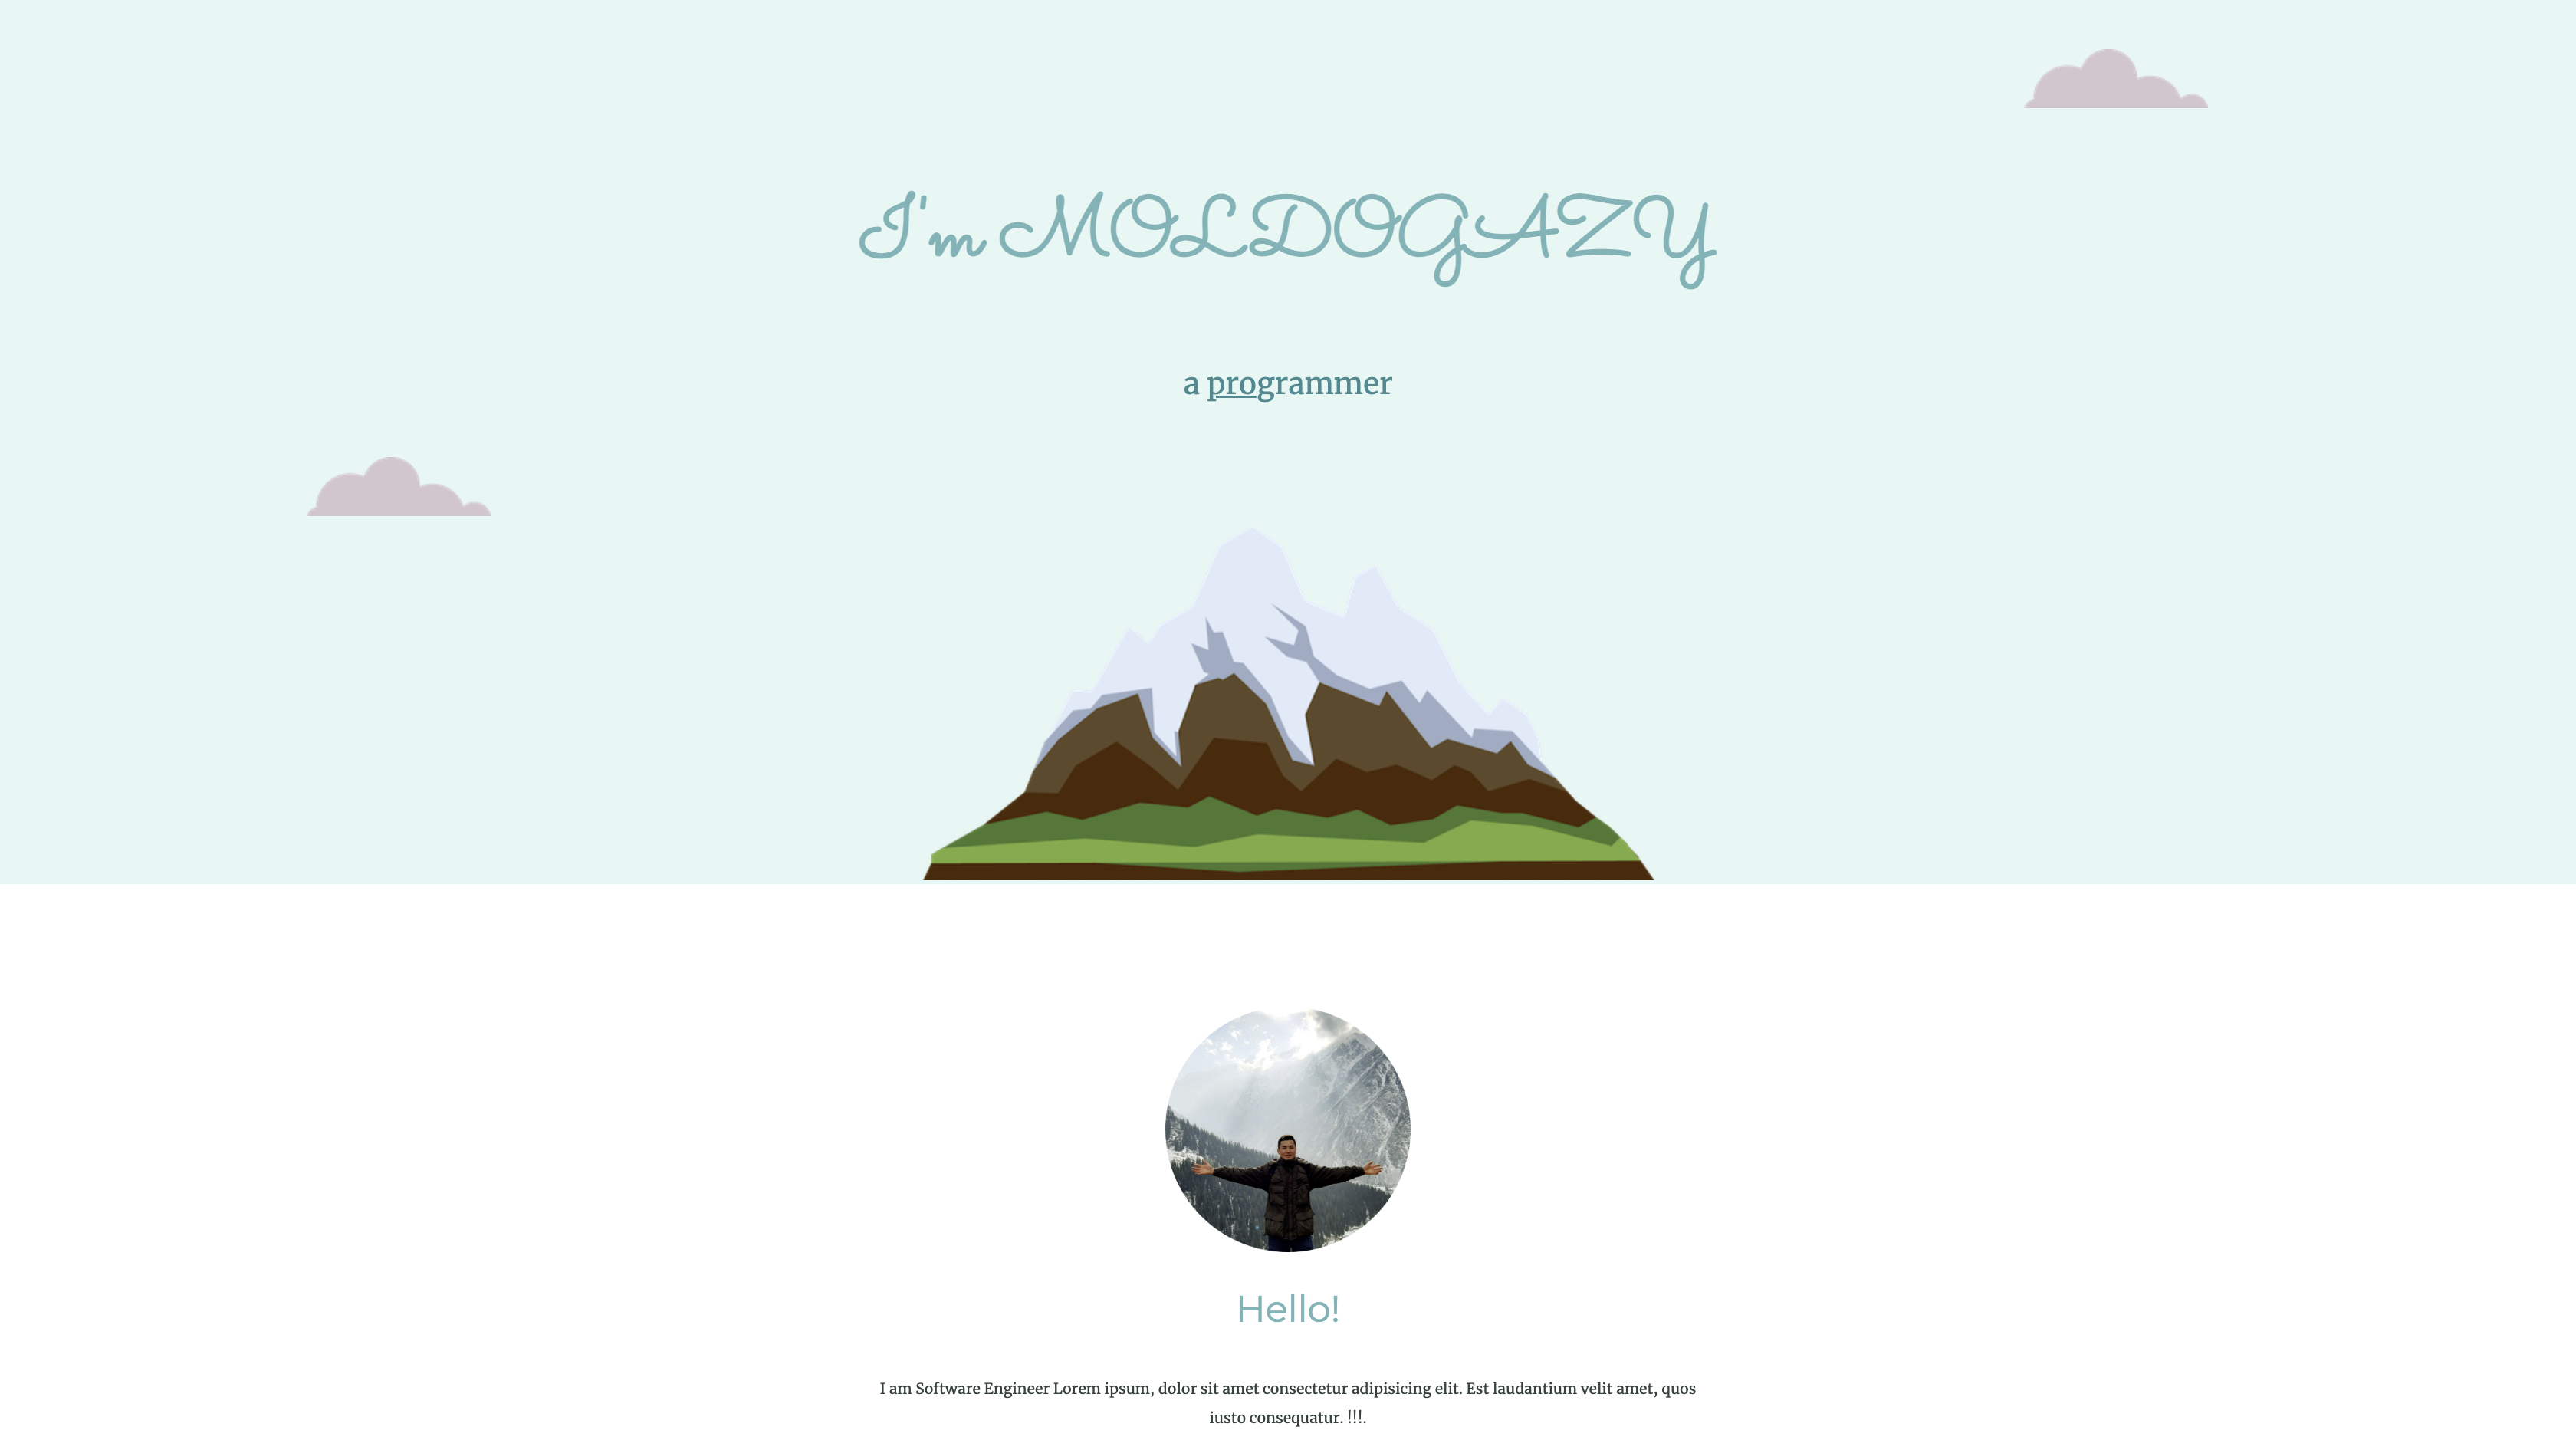 I'm MOLDOGAZY
a programmer
Hello!
I am Software Engineer Lorem ipsum, dolor sit amet consectetur adipisicing elit. Est laudantium velit amet, quos
iusto consequatur. !!!.